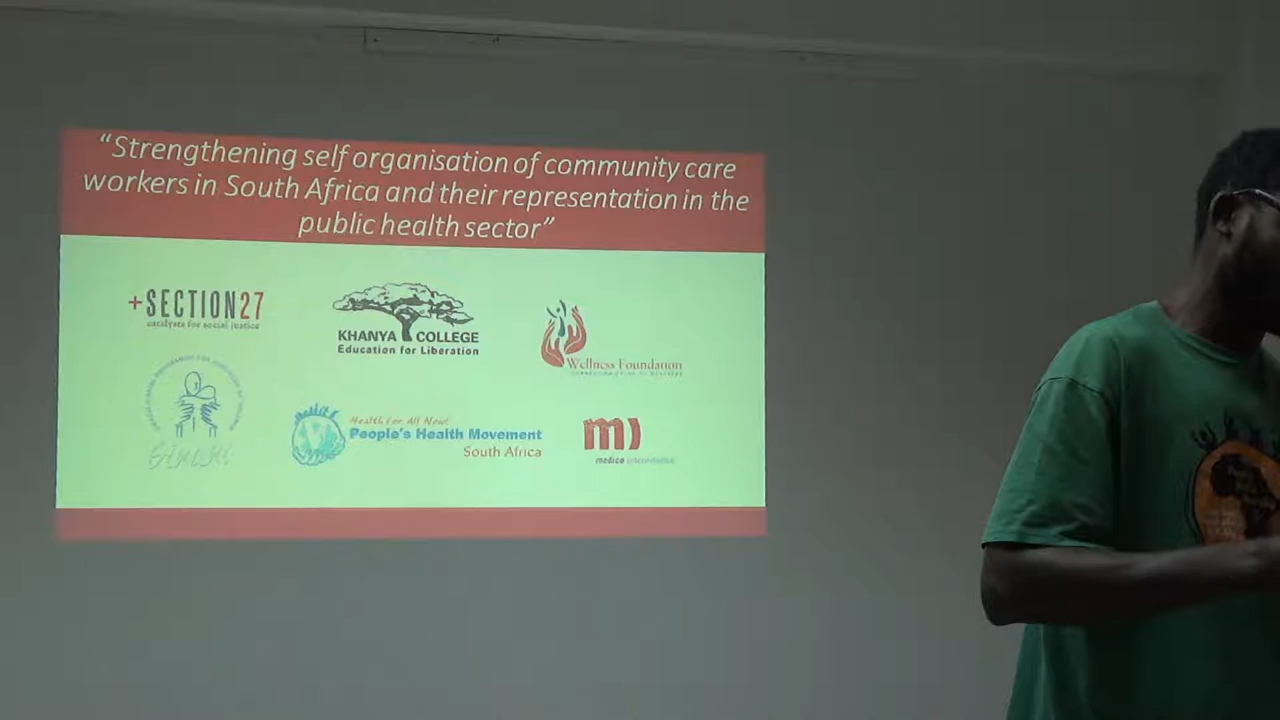 “Strengthening self organisation of community care
workers in South Africa and their representation in the
public health sector”
+SECTION27
catalysts for social justice
KHANYA COLLEGE
Education for Liberation
Wellness Foundation
Health for All Now!
People's Health Movement
South Africa
medico international